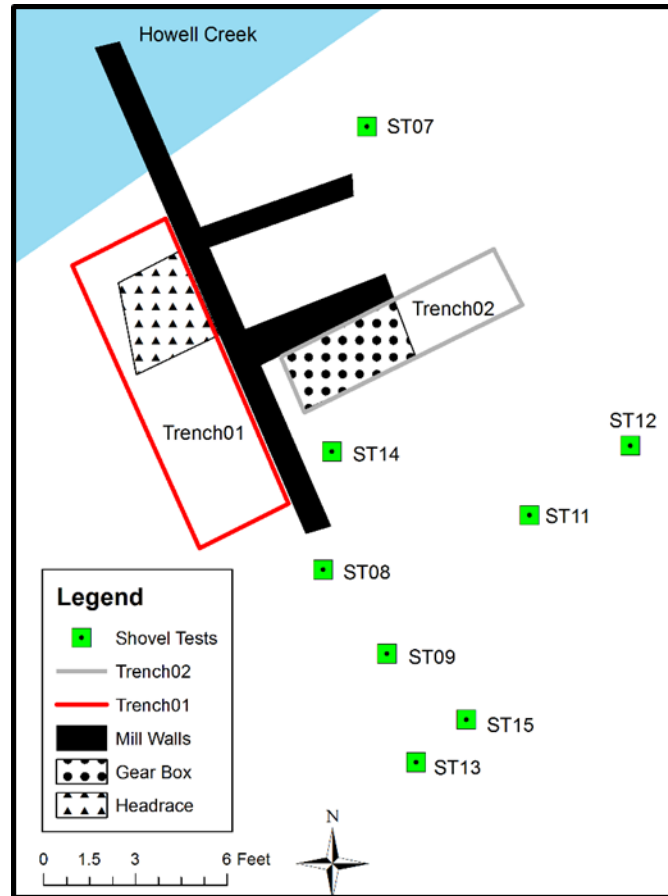 Howell Creek
ST07
Trench02
Trench01
ST12
ST14
ST11
ST08
ST09
ST15
ST13
Legend
Shovel Tests
Trench02
Trench01
Mill Walls
Gear Box
Headrace
N
0 1.5 3 6 Feet